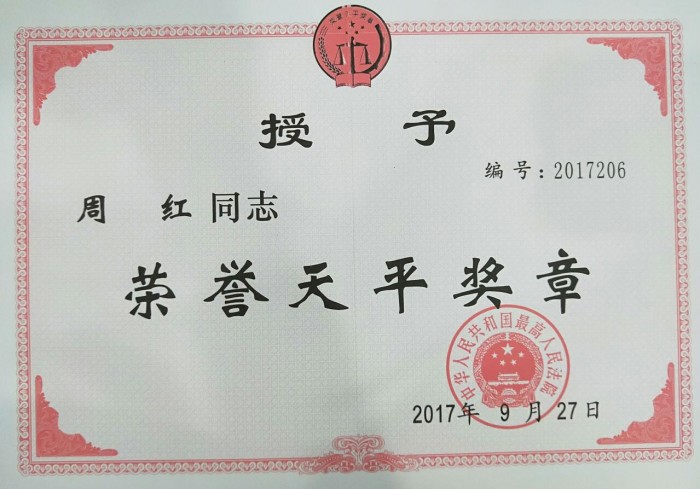 授予
编号：2017206
周红同志
荣誉天平奖章
中华人民共和国最高人民法院
2017年9月27日